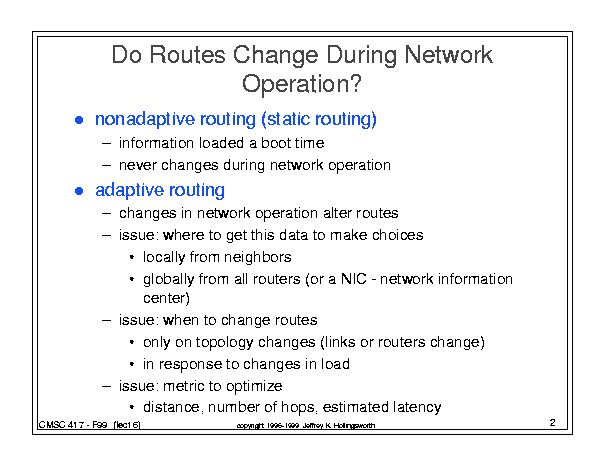 Do Routes Change During Network
Operation?
● nonadaptive routing (static routing)
– information loaded a boot time
– never changes during network operation
● adaptive routing
– changes in network operation alter routes
– issue: where to get this data to make choices
• locally from neighbors
• globally from all routers (or a NIC - network information
center)
– issue: when to change routes
• only on topology changes (links or routers change)
• in response to changes in load
– issue: metric to optimize
• distance, number of hops, estimated latency
CMSC 417 - F99 (lect6)
copyright 1996-1999 Jeffrey K. Hollingsworth
2